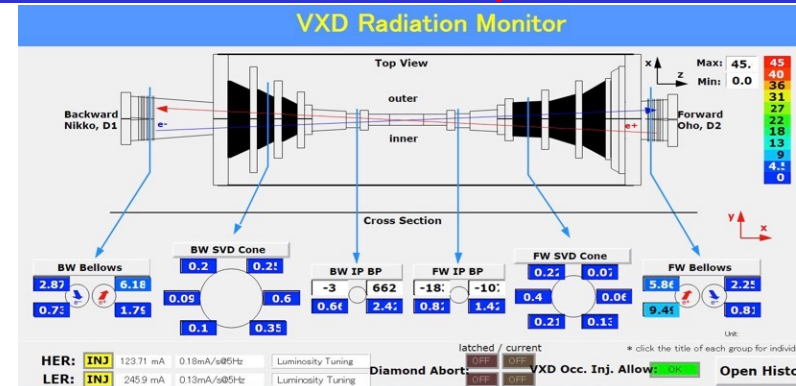 VXD Radiation Monitor
Top View
outer
inner
Backward
Nikko, D1
Forward
Oho, D2
e-
e+
x
z
Max: 45.
Min: 0.0
45
40
36
31
27
22
18
13
9
0
Cross Section
y
x
BW Bellows
2.87 6.18
0.73 1.79
BW SVD Cone
0.2
0.09 0.6
0.1 0.35
BW IP BP
-3 662
0.66 2.42
FW IP BP
-18 -10
0.82 1.42
FW SVD Cone
0.22 0.07
0.4 0.06
0.21 0.13
FW Bellows
5.86 2.25
9.49 0.81
Unit:
latched / current
* click the title of each group for individ
HER: INJ 123.71 mA 0.18mA/s@5Hz Luminosity Tuning
LER: INJ 245.9 mA 0.13mA/s@5Hz Luminosity Tuning
Diamond Abort: OFF OFF
OFF OFF
VXD Occ. Inj. Allow: OK
Open Histo